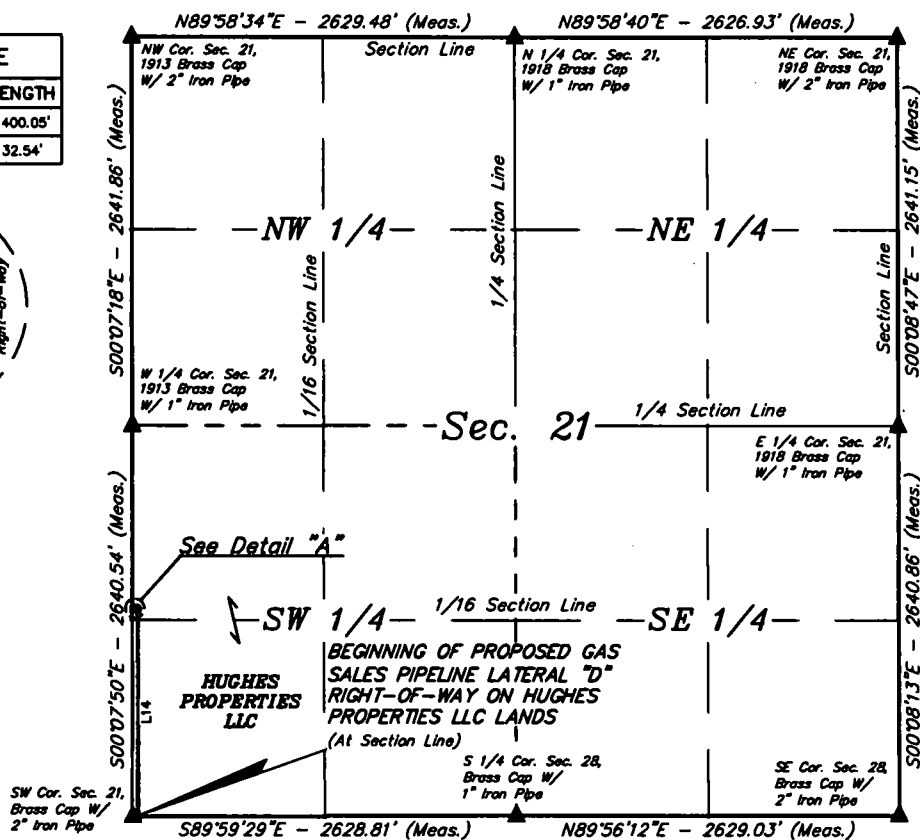 N89°58'34"E - 2629.48' (Meas.)
N89°58'40"E - 2626.93' (Meas.)
Section Line
NW Cor. Sec. 21,
1913 Brass Cap
W/ 2" Iron Pipe
N 1/4 Cor. Sec. 21,
1918 Brass Cap
W/ 1" Iron Pipe
NE Cor. Sec. 21,
1918 Brass Cap
W/ 2" Iron Pipe
E
ENGTH
400.05'
32.54'
Right-of-Way
S00°07'18"E - 2641.86' (Meas.)
NW 1/4
1/4 Section Line
NE 1/4
S00°08'47"E - 2641.15' (Meas.)
Section Line
1/16 Section Line
W 1/4 Cor. Sec. 21,
1913 Brass Cap
W/ 1" Iron Pipe
Sec. 21
1/4 Section Line
E 1/4 Cor. Sec. 21,
1918 Brass Cap
W/ 1" Iron Pipe
See Detail "A"
S00°07'50"E - 2640.54' (Meas.)
SW 1/4
1/16 Section Line
SE 1/4
S00°08'13"E - 2640.86' (Meas.)
L14
HUGHES
PROPERTIES
LLC
BEGINNING OF PROPOSED GAS
SALES PIPELINE LATERAL "D"
RIGHT-OF-WAY ON HUGHES
PROPERTIES LLC LANDS
(At Section Line)
SW Cor. Sec. 21,
Brass Cap W/
2" Iron Pipe
S 1/4 Cor. Sec. 28,
Brass Cap W/
1" Iron Pipe
SE Cor. Sec. 28,
Brass Cap W/
2" Iron Pipe
S89°59'29"E - 2628.81' (Meas.)
N89°56'12"E - 2629.03' (Meas.)